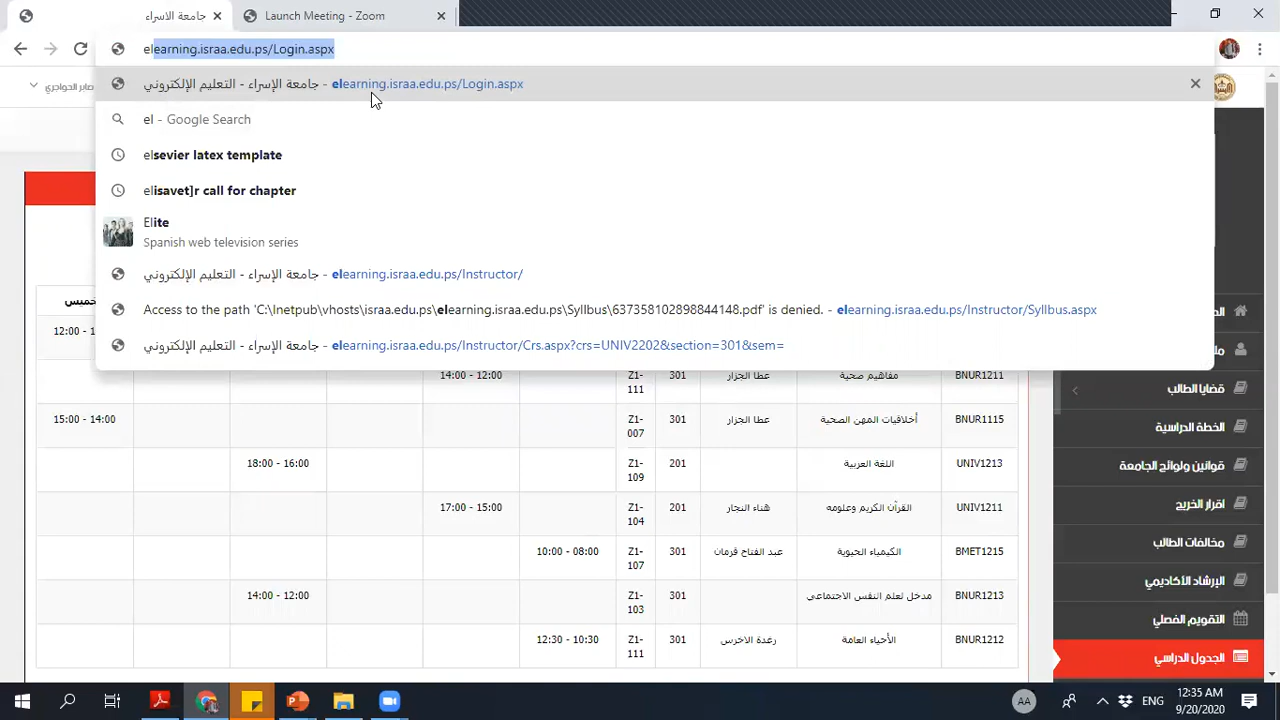 جامعة الاسراء
Launch Meeting - Zoom
elearning.israa.edu.ps/Login.aspx
جامعة الإسراء - التعليم الإلكتروني - elearning.israa.edu.ps/Login.aspx
el - Google Search
elsevier latex template
elisavet]r call for chapter
Elite
Spanish web television series
جامعة الإسراء - التعليم الإلكتروني - elearning.israa.edu.ps/Instructor/
Access to the path 'C:\Inetpub\vhosts\israa.edu.ps\elearning.israa.edu.ps\Syllbus\637358102898844148.pdf' is denied. - elearning.israa.edu.ps/Instructor/Syllbus.aspx
جامعة الإسراء - التعليم الإلكتروني - elearning.israa.edu.ps/Instructor/Crs.aspx?crs=UNIV2202&section=301&sem=
صابر الحواجري
BNUR1211 مفاهيم صحية عطا الجزار 301 Z1-111 14:00 - 12:00
BNUR1115 أخلاقيات المهن الصحية عطا الجزار 301 Z1-007 15:00 - 14:00
UNIV1213 اللغة العربية 201 Z1-109 18:00 - 16:00
UNIV1211 القرآن الكريم وعلومه هناء النجار 201 Z1-104 17:00 - 15:00
BMET1215 الكيمياء الحيوية عبد الفتاح قرمان 301 Z1-107 10:00 - 08:00
BNUR1213 مدخل لعلم النفس الاجتماعي 301 Z1-103 14:00 - 12:00
BNUR1212 الأحياء العامة رغدة الاخرس 301 Z1-111 12:30 - 10:30
قضايا الطالب
الخطة الدراسية
قوانين ولوائح الجامعة
اقرار الخريج
مخالفات الطالب
الإرشاد الأكاديمي
التقويم الفصلي
الجدول الدراسي
AA
ENG
12:35 AM
9/20/2020